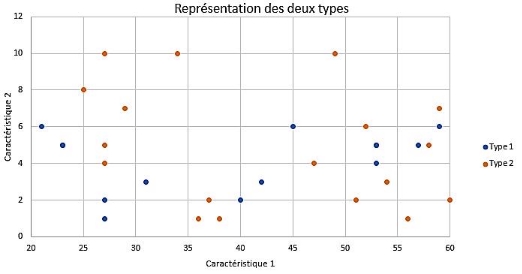 Représentation des deux types
12
10
8
6
4
2
0
Caractéristique 2
20 25 30 35 40 45 50 55 60
Caractéristique 1
Type 1
Type 2